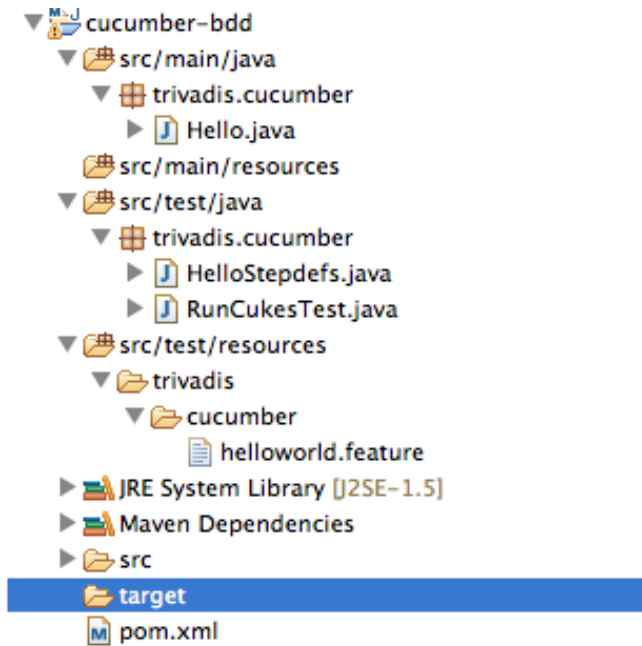 cucumber-bdd
src/main/java
trivadis.cucumber
Hello.java
src/main/resources
src/test/java
trivadis.cucumber
HelloStepdefs.java
RunCukesTest.java
src/test/resources
trivadis
cucumber
helloworld.feature
JRE System Library [J2SE-1.5]
Maven Dependencies
src
target
pom.xml